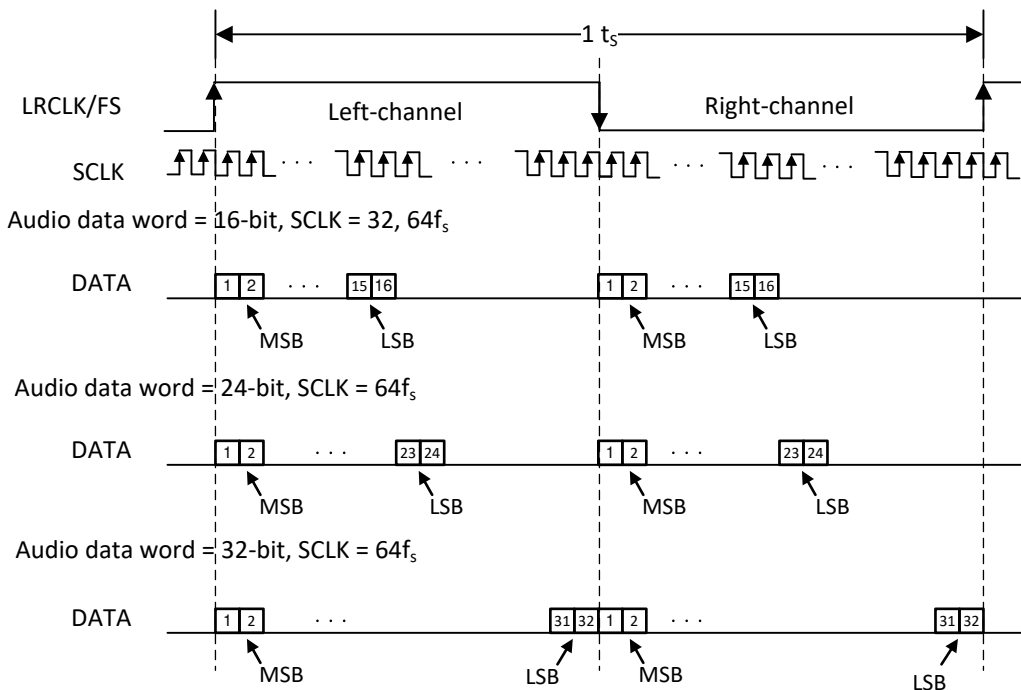 1 tₛ
LRCLK/FS
Left-channel
Right-channel
SCLK
. . .
. . .
. . .
. . .
Audio data word = 16-bit, SCLK = 32, 64fₛ
DATA
1 2 . . . 15 16 1 2 . . . 15 16
MSB LSB MSB LSB
Audio data word = 24-bit, SCLK = 64fₛ
DATA
1 2 . . . 23 24 1 2 . . . 23 24
MSB LSB MSB LSB
Audio data word = 32-bit, SCLK = 64fₛ
DATA
1 2 . . . 31 32 1 2 . . . 31 32
MSB LSB MSB LSB